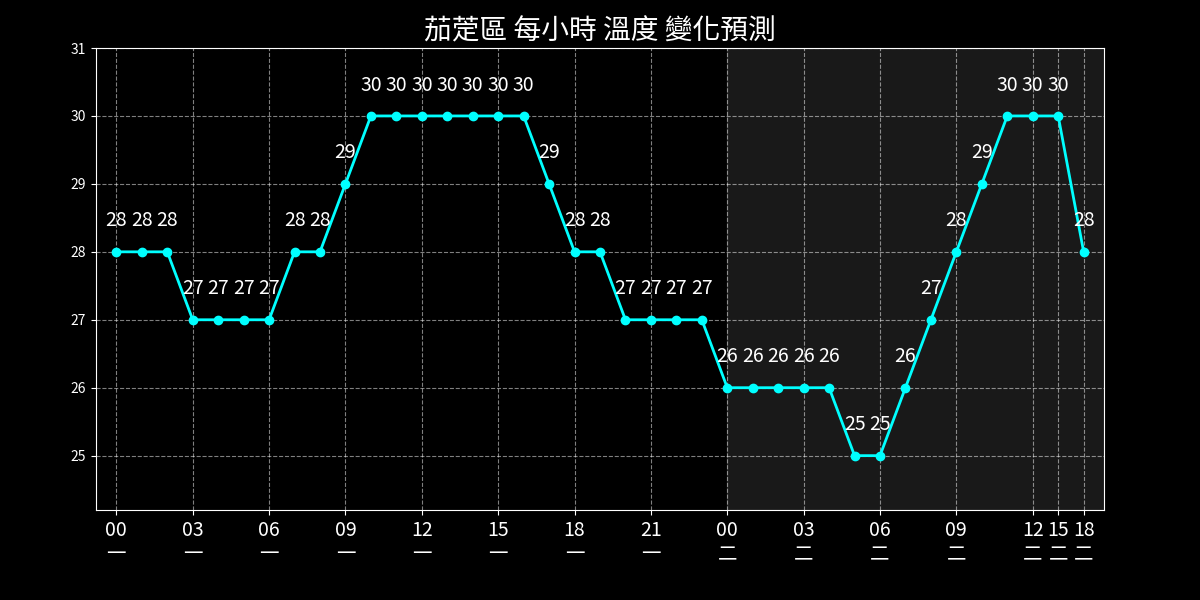 茄萣區 每小時 溫度 變化預測
31
30 30 30 30 30 30 30 30 30 30
30
29 29 29
29
28 28 28 28 28 28 28 28 28
28
27 27 27 27 27 27 27 27 27
27
26 26 26 26 26 26
26
25 25
25
00 03 06 09 12 15 18 21 00 03 06 09 12 15 18
一 一 一 一 一 一 一 一 二 二 二 二 二 二 二